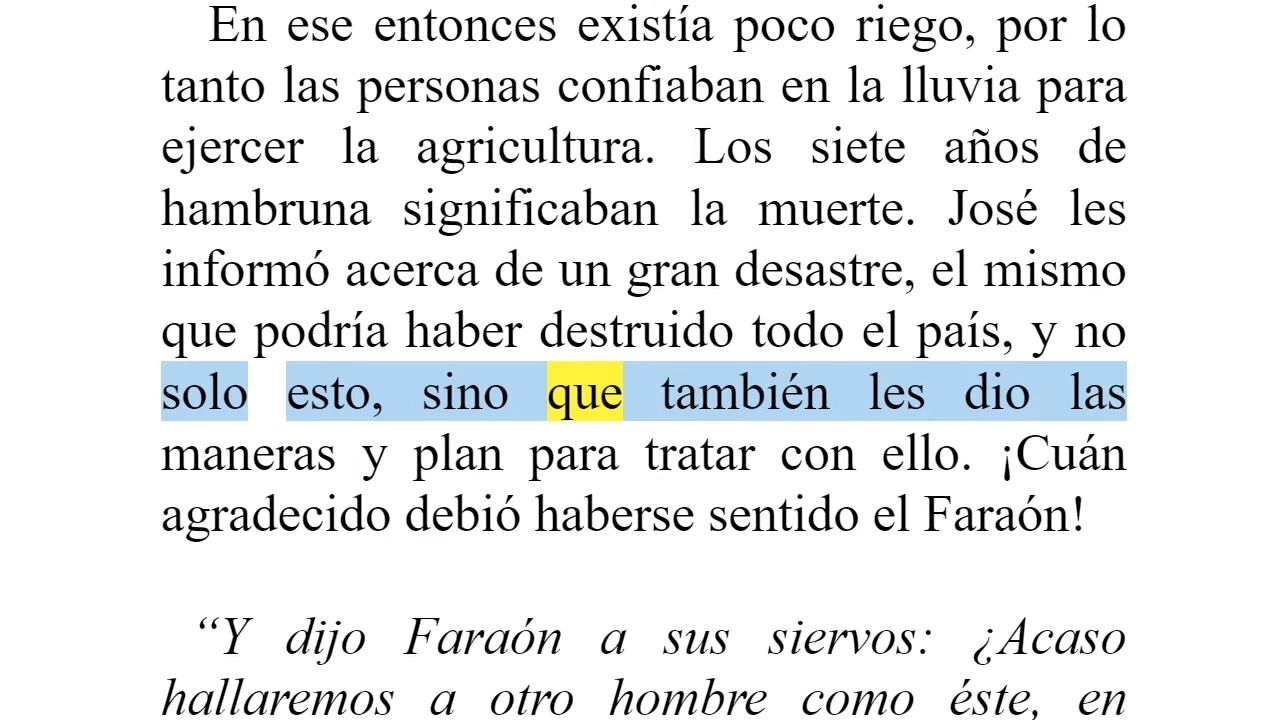 En ese entonces existía poco riego, por lo
tanto las personas confiaban en la lluvia para
ejercer la agricultura. Los siete años de
hambruna significaban la muerte. José les
informó acerca de un gran desastre, el mismo
que podría haber destruido todo el país, y no
solo esto, sino que también les dio las
maneras y plan para tratar con ello. ¡Cuán
agradecido debió haberse sentido el Faraón!
“Y dijo Faraón a sus siervos: ¿Acaso
hallaremos a otro hombre como éste, en